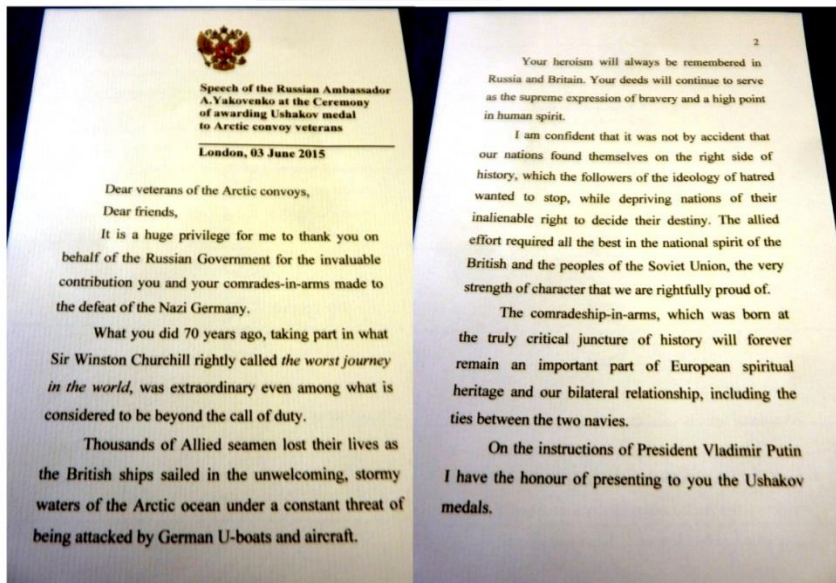 Speech of the Russian Ambassador
A.Yakovenko at the Ceremony
of awarding Ushakov medal
to Arctic convoy veterans
London, 03 June 2015
Dear veterans of the Arctic convoys,
Dear friends,
It is a huge privilege for me to thank you on
behalf of the Russian Government for the invaluable
contribution you and your comrades-in-arms made to
the defeat of the Nazi Germany.
What you did 70 years ago, taking part in what
Sir Winston Churchill rightly called the worst journey
in the world, was extraordinary even among what is
considered to be beyond the call of duty.
Thousands of Allied seamen lost their lives as
the British ships sailed in the unwelcoming, stormy
waters of the Arctic ocean under a constant threat of
being attacked by German U-boats and aircraft.
2
Your heroism will always be remembered in
Russia and Britain. Your deeds will continue to serve
as the supreme expression of bravery and a high point
in human spirit.
I am confident that it was not by accident that
our nations found themselves on the right side of
history, which the followers of the ideology of hatred
wanted to stop, while depriving nations of their
inalienable right to decide their destiny. The allied
effort required all the best in the national spirit of the
British and the peoples of the Soviet Union, the very
strength of character that we are rightfully proud of.
The comradeship-in-arms, which was born at
the truly critical juncture of history will forever
remain an important part of European spiritual
heritage and our bilateral relationship, including the
ties between the two navies.
On the instructions of President Vladimir Putin
I have the honour of presenting to you the Ushakov
medals.